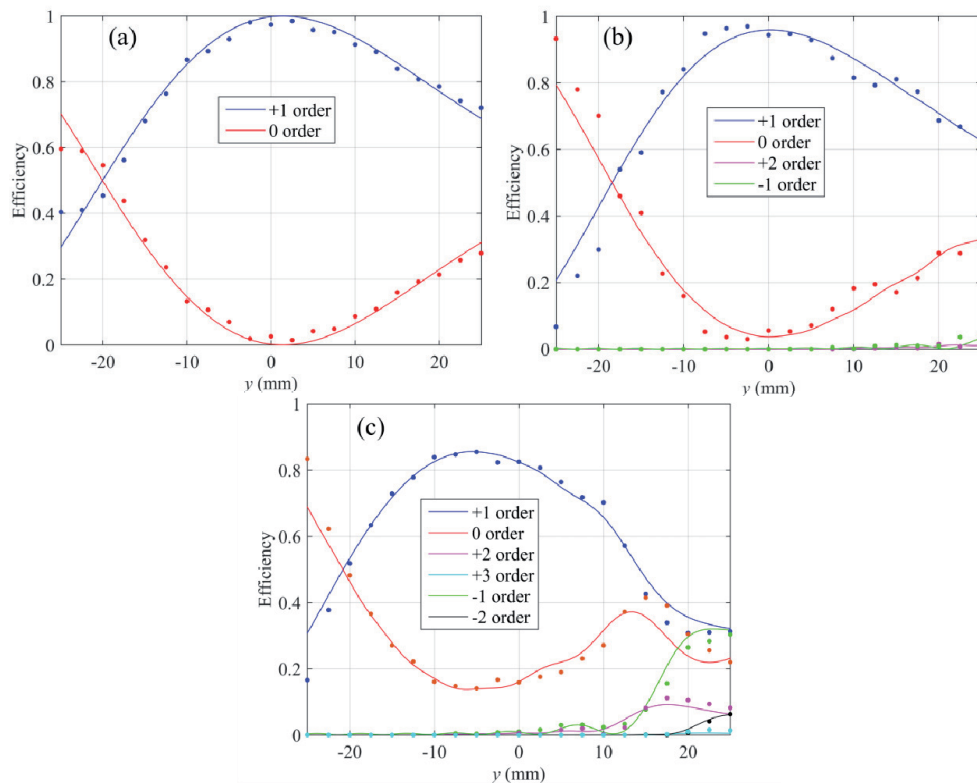 (a)
Efficiency
1
0.8
0.6
0.4
0.2
0
+1 order
0 order
-20
-10
0
10
20
y (mm)
(b)
Efficiency
1
0.8
0.6
0.4
0.2
0
+1 order
0 order
+2 order
-1 order
-20
-10
0
10
20
y (mm)
(c)
Efficiency
1
0.8
0.6
0.4
0.2
0
+1 order
0 order
+2 order
+3 order
-1 order
-2 order
-20
-10
0
10
20
y (mm)